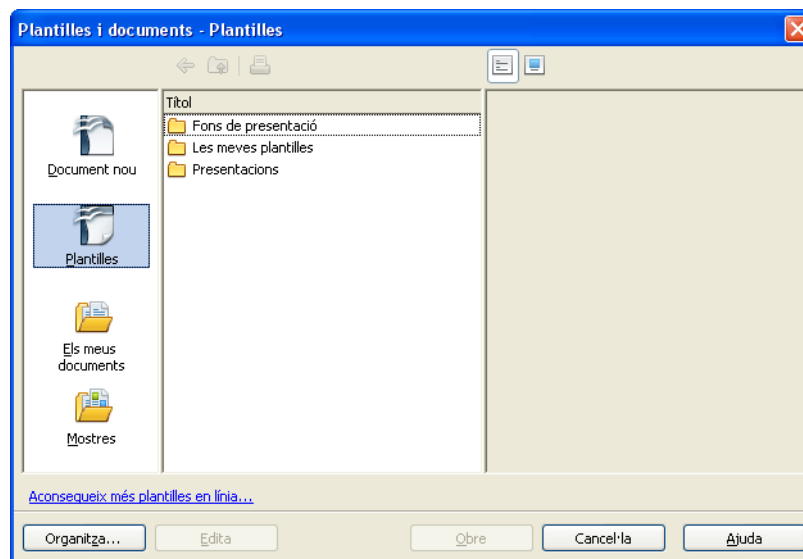 Plantilles i documents - Plantilles
Títol
Fons de presentació
Les meves plantilles
Presentacions
Document nou
Plantilles
Els meus
documents
Mostres
Aconsegueix més plantilles en línia...
Organitza...
Edita
Obre
Cancel·la
Ajuda